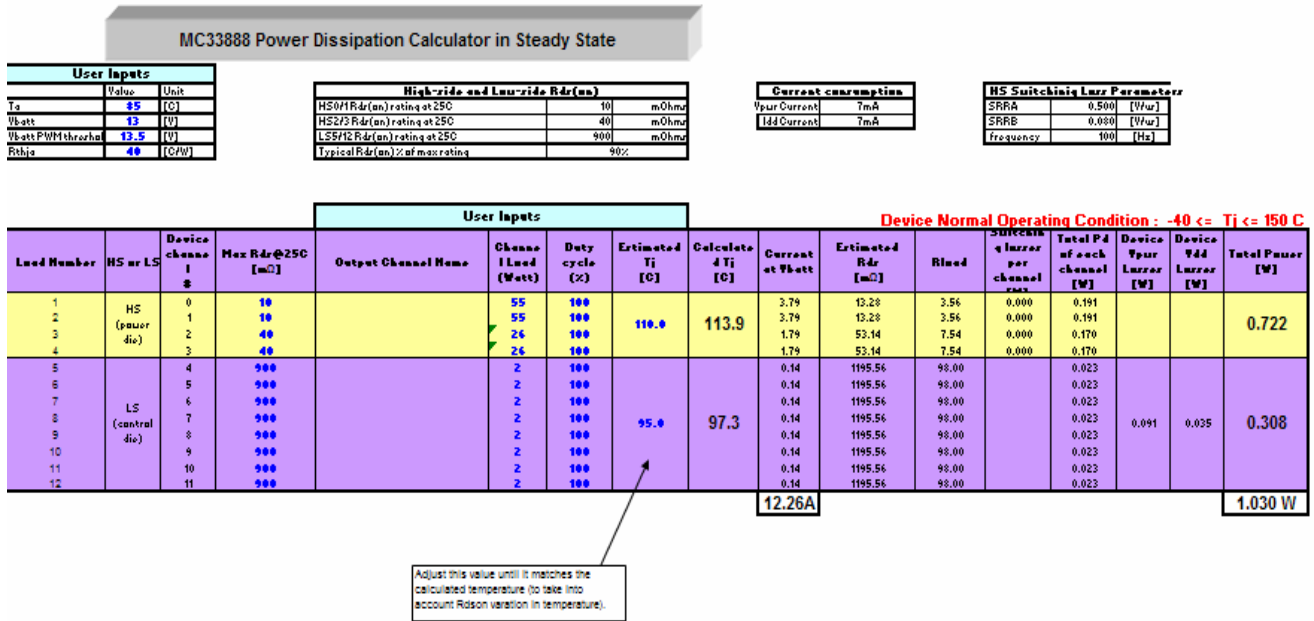 MC33888 Power Dissipation Calculator in Steady State
User Inputs
Value Unit
Ta 85 [C]
Vbatt 13 [V]
Vbatt PWM threshol 13.5 [V]
Rthja 40 [C/W]
High-side and Low-side Rds(on)
HS0/1 Rds(on) rating at 25C 10 mOhms
HS2/3 Rds(on) rating at 25C 40 mOhms
LS5/12 Rds(on) rating at 25C 900 mOhms
Typical Rds(on) % of max rating 90%
Current consumption
Vpwr Current 7mA
Idd Current 7mA
HS Switching Loss Parameters
SRRA 0.500 [V/us]
SRRB 0.080 [V/us]
frequency 100 [Hz]
User Inputs
Device Normal Operating Condition : -40 <= Tj <= 150 C
Load Number HS or LS Device channel # Max Rds@25C [mΩ] Output Channel Name Channel Load (Watt) Duty cycle (%) Estimated Tj [C] Calculated Tj [C] Current at Vbatt Estimated Rds [mΩ] Rload losses per channel Total Pd of each channel [W] Device Vpwr Losses [W] Device Vdd Losses [W] Total Power [W]
1 0 10 55 100 3.79 13.28 3.56 0.000 0.191
2 1 10 55 100 3.79 13.28 3.56 0.000 0.191
HS (power die) 110.0 113.9 0.722
3 2 40 26 100 1.79 53.14 7.54 0.000 0.170
4 3 40 26 100 1.79 53.14 7.54 0.000 0.170
5 4 900 2 100 0.14 1195.56 98.00 0.023
6 5 900 2 100 0.14 1195.56 98.00 0.023
7 6 900 2 100 0.14 1195.56 98.00 0.023
8 7 900 2 100 0.14 1195.56 98.00 0.023
LS (control die) 95.0 97.3 0.091 0.035 0.308
9 8 900 2 100 0.14 1195.56 98.00 0.023
10 9 900 2 100 0.14 1195.56 98.00 0.023
11 10 900 2 100 0.14 1195.56 98.00 0.023
12 11 900 2 100 0.14 1195.56 98.00 0.023
12.26A 1.030 W
Adjust this value until it matches the
calculated temperature (to take into
account Rdson varation in temperature).